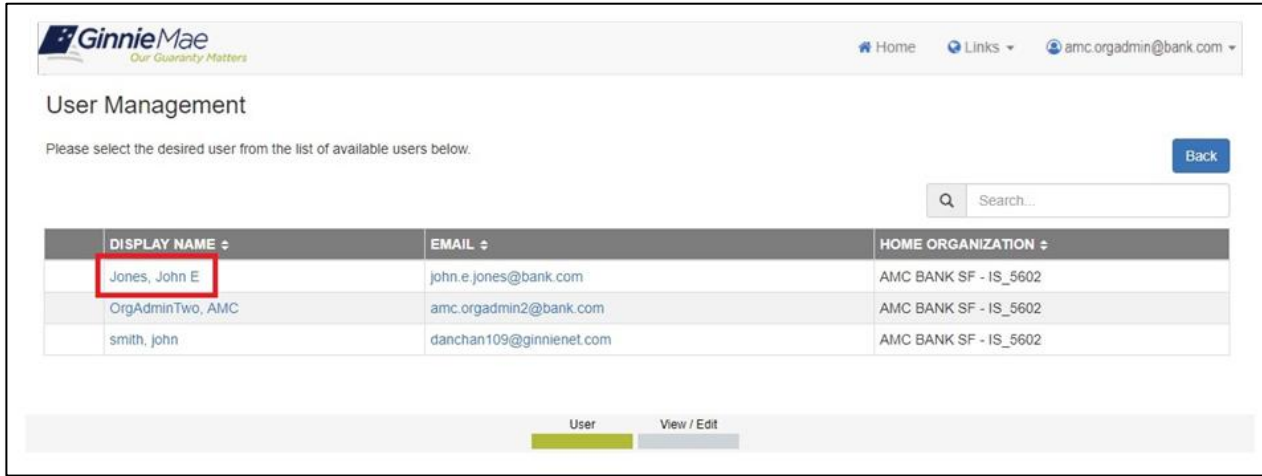 GinnieMae
Our Guaranty Matters
Home Links amc.orgadmin@bank.com
User Management
Please select the desired user from the list of available users below.
Back
Search...
DISPLAY NAME EMAIL HOME ORGANIZATION
Jones, John E john.e.jones@bank.com AMC BANK SF - IS_5602
OrgAdminTwo, AMC amc.orgadmin2@bank.com AMC BANK SF - IS_5602
smith, john danchan109@ginnienet.com AMC BANK SF - IS_5602
User View / Edit